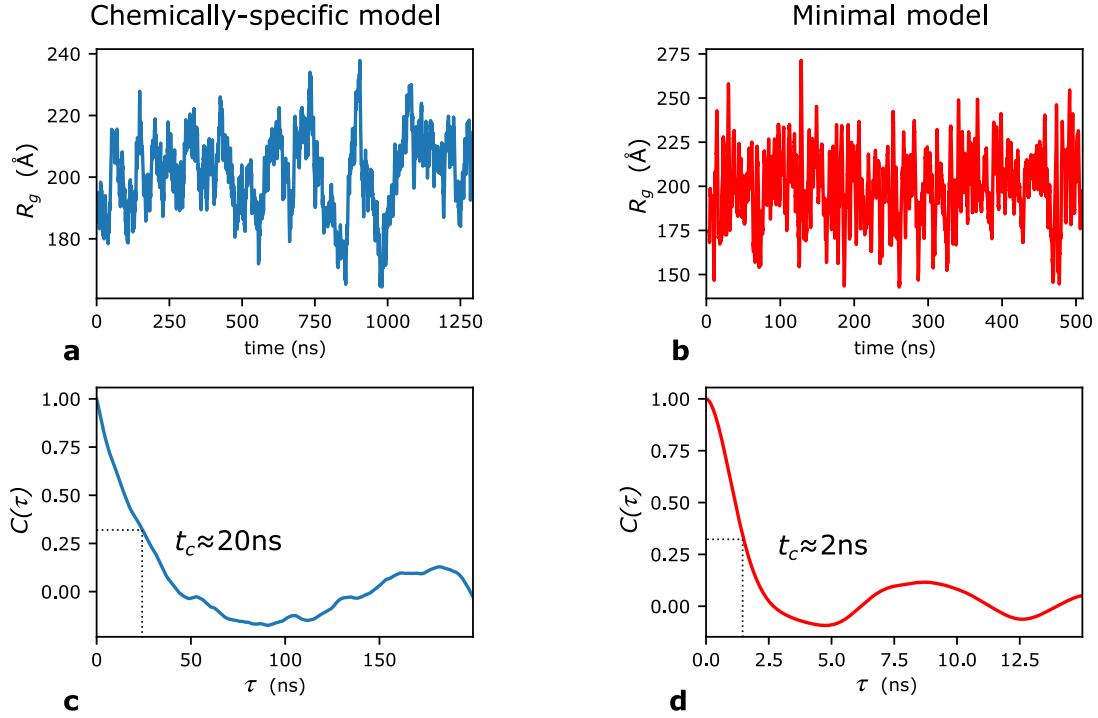 Chemically-specific model
Minimal model
240
220
200
180
R_g (Å)
0 250 500 750 1000 1250
time (ns)
a
275
250
225
200
175
150
R_g (Å)
0 100 200 300 400 500
time (ns)
b
1.00
0.75
0.50
0.25
0.00
C(τ)
t_c≈20ns
0 50 100 150
τ (ns)
c
1.00
0.75
0.50
0.25
0.00
C(τ)
t_c≈2ns
0.0 2.5 5.0 7.5 10.0 12.5
τ (ns)
d